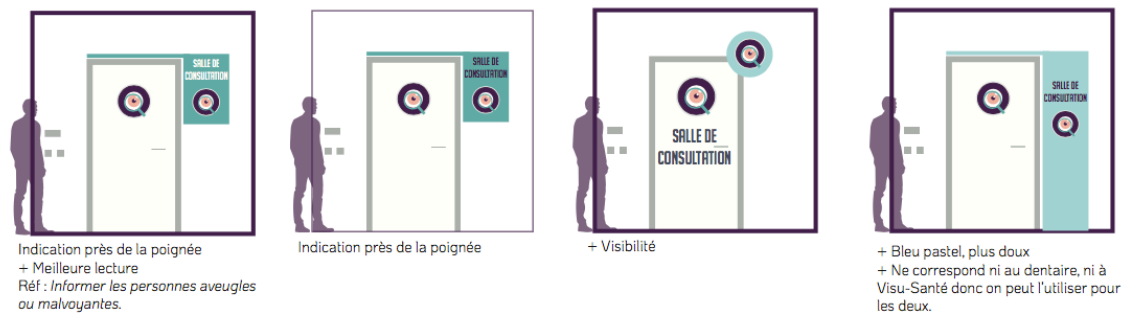 SALLE DE
CONSULTATION
Indication près de la poignée
+ Meilleure lecture
Réf : Informer les personnes aveugles
ou malvoyantes.
SALLE DE
CONSULTATION
Indication près de la poignée
SALLE DE
CONSULTATION
+ Visibilité
SALLE DE
CONSULTATION
+ Bleu pastel, plus doux
+ Ne correspond ni au dentaire, ni à
Visu-Santé donc on peut l'utiliser pour
les deux.